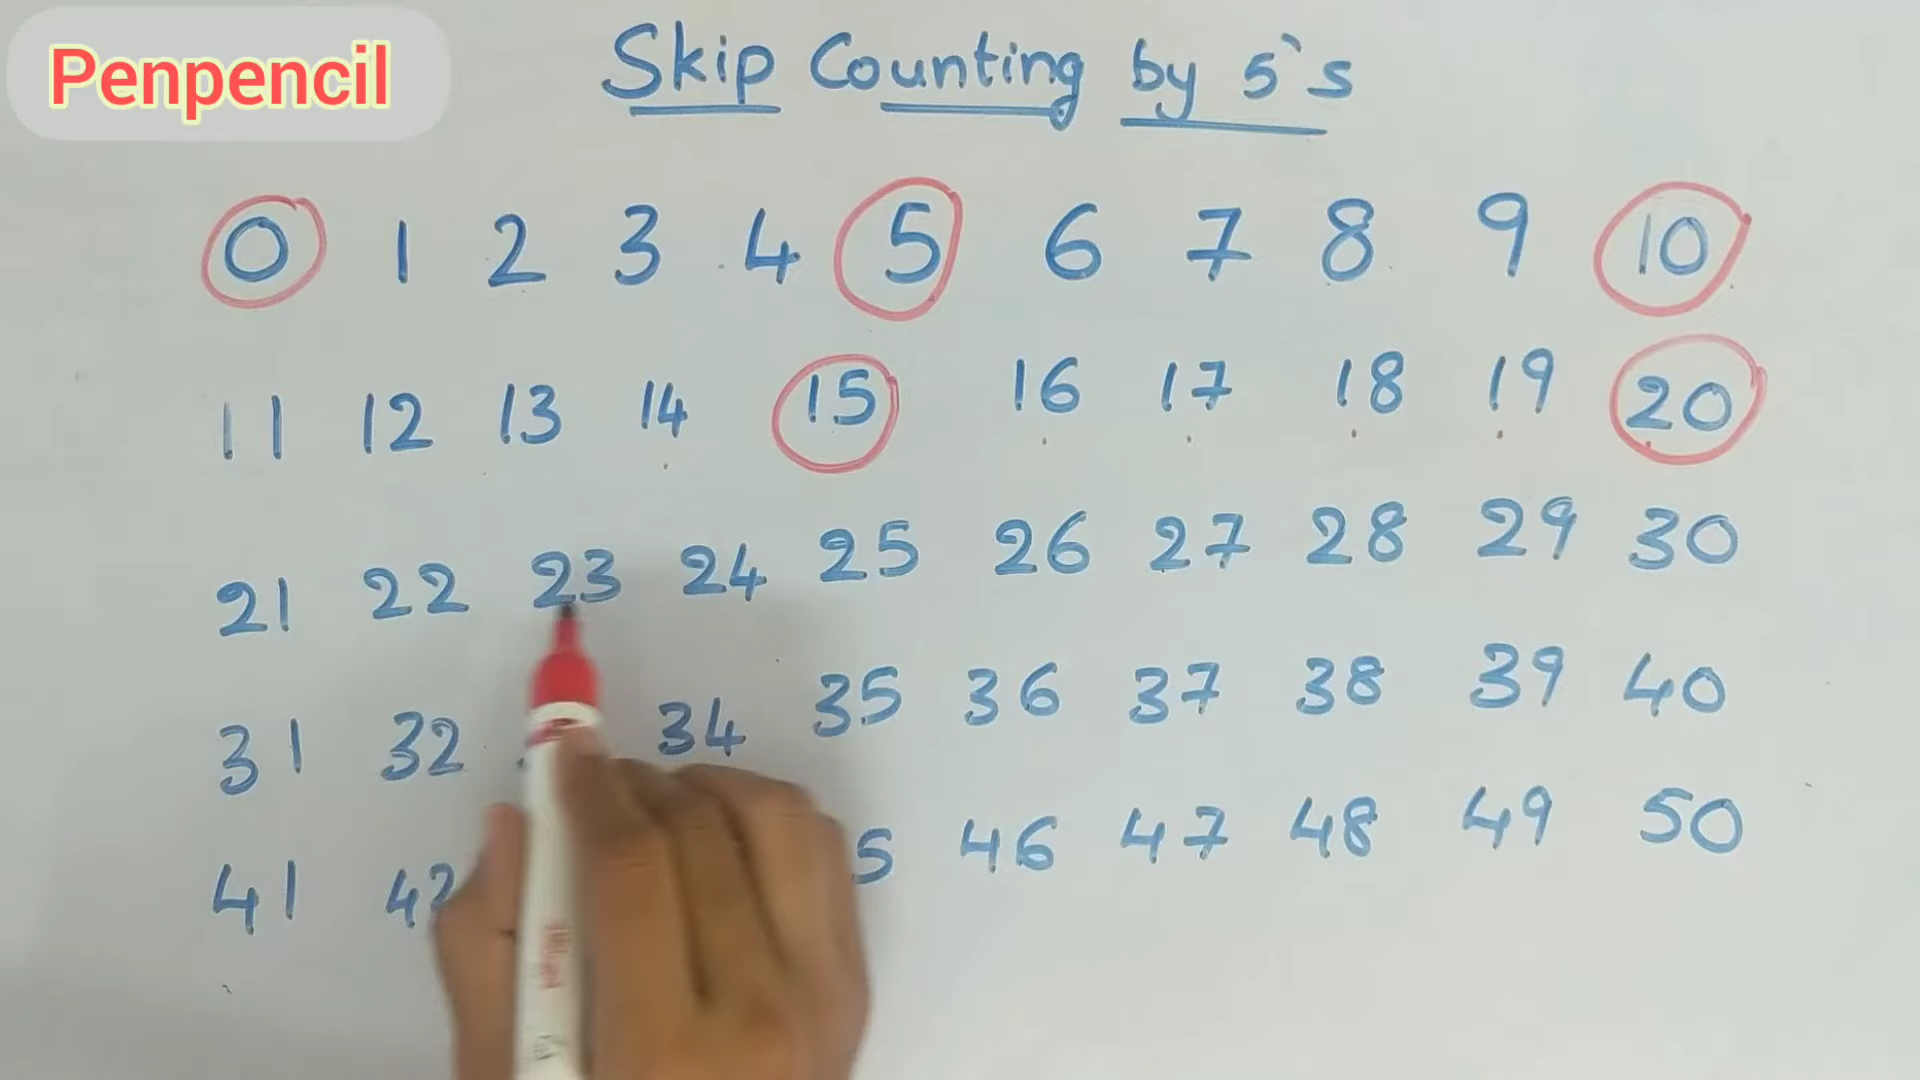 Penpencil
Skip Counting by 5's
0 1 2 3 4 5 6 7 8 9 10
11 12 13 14 15 16 17 18 19 20
21 22 23 24 25 26 27 28 29 30
31 32 34 35 36 37 38 39 40
41 42 5 46 47 48 49 50